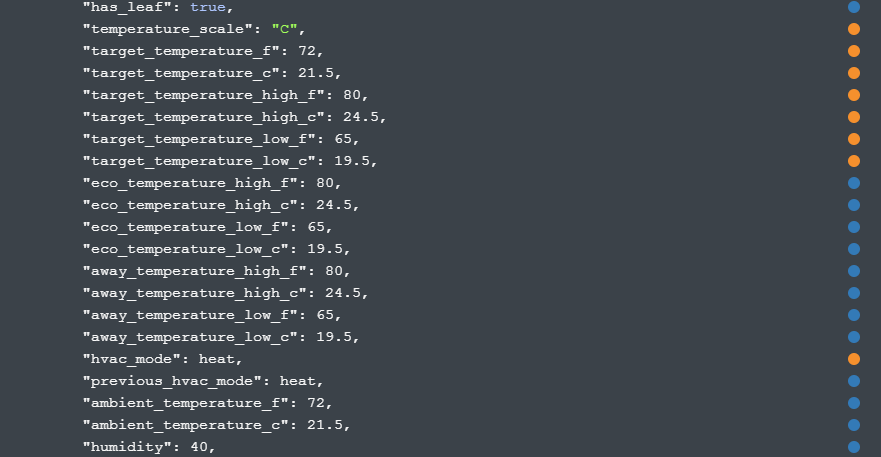 "has_leaf": true,
"temperature_scale": "C",
"target_temperature_f": 72,
"target_temperature_c": 21.5,
"target_temperature_high_f": 80,
"target_temperature_high_c": 24.5,
"target_temperature_low_f": 65,
"target_temperature_low_c": 19.5,
"eco_temperature_high_f": 80,
"eco_temperature_high_c": 24.5,
"eco_temperature_low_f": 65,
"eco_temperature_low_c": 19.5,
"away_temperature_high_f": 80,
"away_temperature_high_c": 24.5,
"away_temperature_low_f": 65,
"away_temperature_low_c": 19.5,
"hvac_mode": heat,
"previous_hvac_mode": heat,
"ambient_temperature_f": 72,
"ambient_temperature_c": 21.5,
"humidity": 40,